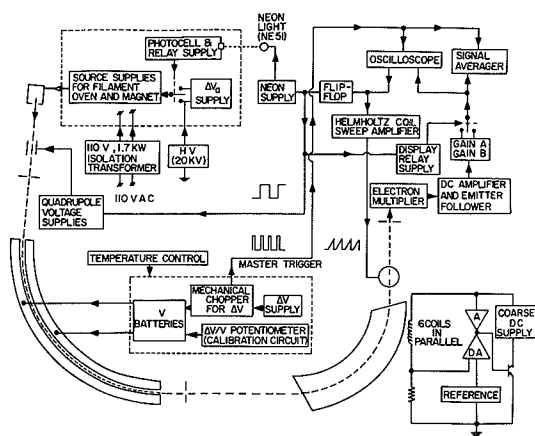 NEON
LIGHT
(NE 51)
PHOTOCELL &
RELAY SUPPLY
SOURCE SUPPLIES
FOR FILAMENT
OVEN AND MAGNET
ΔVa
SUPPLY
110 V, 1.7 KW
ISOLATION
TRANSFORMER
HV
(20 KV)
110 VAC
NEON
SUPPLY
FLIP-
FLOP
OSCILLOSCOPE
SIGNAL
AVERAGER
HELMHOLTZ COIL
SWEEP AMPLIFIER
DISPLAY
RELAY
SUPPLY
GAIN A
GAIN B
ELECTRON
MULTIPLIER
DC AMPLIFIER
AND EMITTER
FOLLOWER
QUADRUPOLE
VOLTAGE
SUPPLIES
TEMPERATURE CONTROL
MASTER TRIGGER
MECHANICAL
CHOPPER
FOR ΔV
ΔV
SUPPLY
V
BATTERIES
ΔV/V POTENTIOMETER
(CALIBRATION CIRCUIT)
6 COILS
IN
PARALLEL
A
DA
COARSE
DC
SUPPLY
REFERENCE